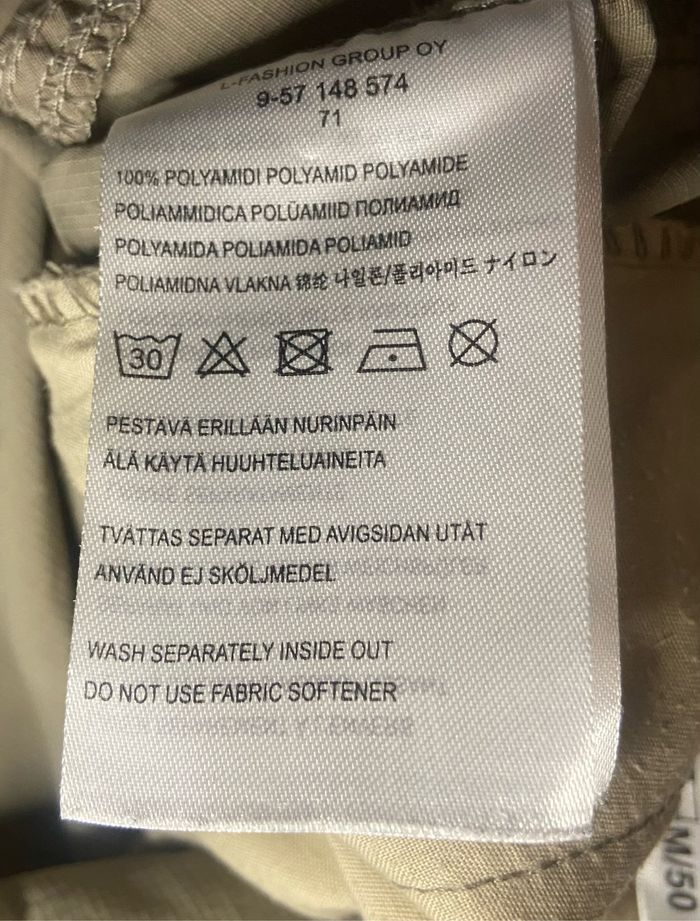 L-FASHION GROUP OY
9-57 148 574
71
100% POLYAMIDI POLYAMID POLYAMIDE
POLIAMMIDICA POLÜAMIID ПОЛИАМИД
POLYAMIDA POLIAMIDA POLIAMID
POLIAMIDNA VLAKNA 锦纶 나일론/폴리아미드 ナイロン
30
PESTÄVÄ ERILLÄÄN NURINPÄIN
ÄLÄ KÄYTÄ HUUHTELUAINEITA
TVÄTTAS SEPARAT MED AVIGSIDAN UTÅT
ANVÄND EJ SKÖLJMEDEL
WASH SEPARATELY INSIDE OUT
DO NOT USE FABRIC SOFTENER
M/50